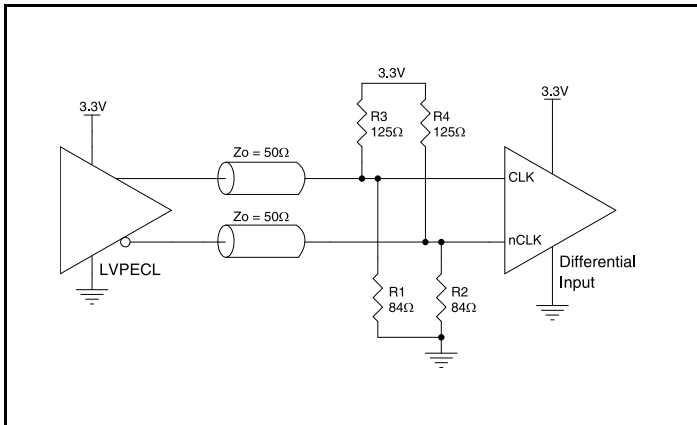 3.3V
3.3V
3.3V
R3
125Ω
R4
125Ω
Zo = 50Ω
CLK
Zo = 50Ω
nCLK
LVPECL
Differential
Input
R1
84Ω
R2
84Ω